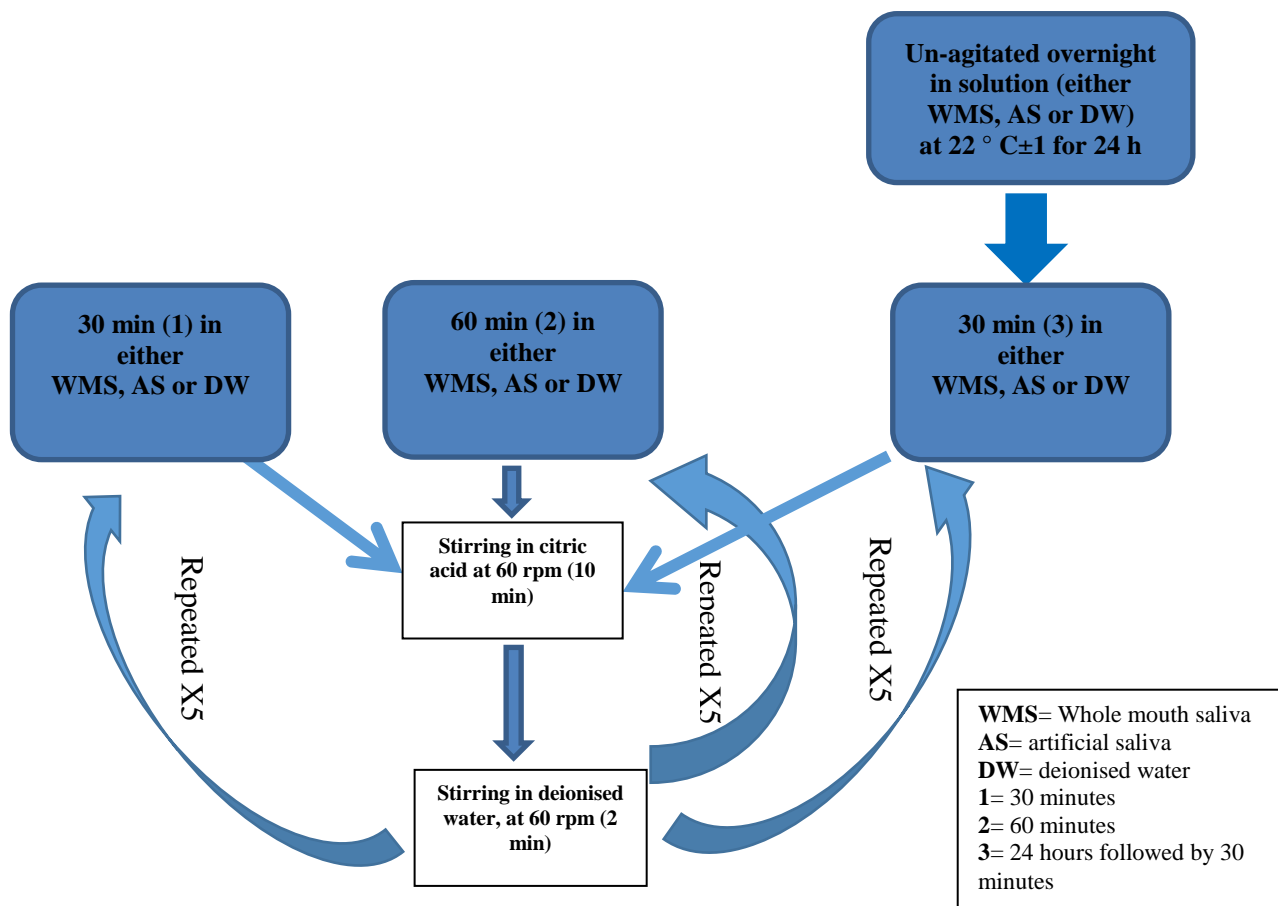 Un-agitated overnight
in solution (either
WMS, AS or DW)
at 22 ° C±1 for 24 h
30 min (1) in
either
WMS, AS or DW
60 min (2) in
either
WMS, AS or DW
30 min (3) in
either
WMS, AS or DW
Stirring in citric
acid at 60 rpm (10
min)
Repeated X5
Repeated X5
Repeated X5
Stirring in deionised
water, at 60 rpm (2
min)
WMS= Whole mouth saliva
AS= artificial saliva
DW= deionised water
1= 30 minutes
2= 60 minutes
3= 24 hours followed by 30
minutes